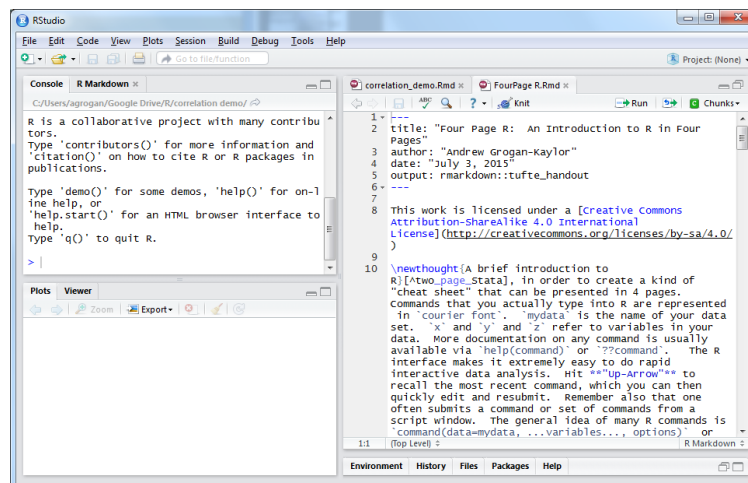 RStudio
File Edit Code View Plots Session Build Debug Tools Help
Go to file/function
Project: (None)
Console R Markdown
C:/Users/agrogan/Google Drive/R/correlation demo/
R is a collaborative project with many contribu
tors.
Type 'contributors()' for more information and
'citation()' on how to cite R or R packages in
publications.
Type 'demo()' for some demos, 'help()' for on-l
ine help, or
'help.start()' for an HTML browser interface to
 help.
Type 'q()' to quit R.
>
Plots Viewer
Zoom Export
correlation_demo.Rmd FourPage R.Rmd
ABC ? Knit Run Chunks
1 ---
2 title: "Four Page R:  An Introduction to R in Four
Pages"
3 author: "Andrew Grogan-Kaylor"
4 date: "July 3, 2015"
5 output: rmarkdown::tufte_handout
6 ---
7
8 This work is licensed under a [Creative Commons
Attribution-ShareAlike 4.0 International
License](http://creativecommons.org/licenses/by-sa/4.0/
)
9
10 \newthought{A brief introduction to
R}[^two_page_Stata], in order to create a kind of
"cheat sheet" that can be presented in 4 pages.
Commands that you actually type into R are represented
in `courier font`.  `mydata` is the name of your data
set.  `x` and `y` and `z` refer to variables in your
data.  More documentation on any command is usually
available via `help(command)` or `??command`.  The R
interface makes it extremely easy to do rapid
interactive data analysis.  Hit **"Up-Arrow"** to
recall the most recent command, which you can then
quickly edit and resubmit.  Remember also that one
often submits a command or set of commands from a
script window.  The general idea of many R commands is
`command(data=mydata, ...variables..., options)`  or
1:1 (Top Level) R Markdown
Environment History Files Packages Help